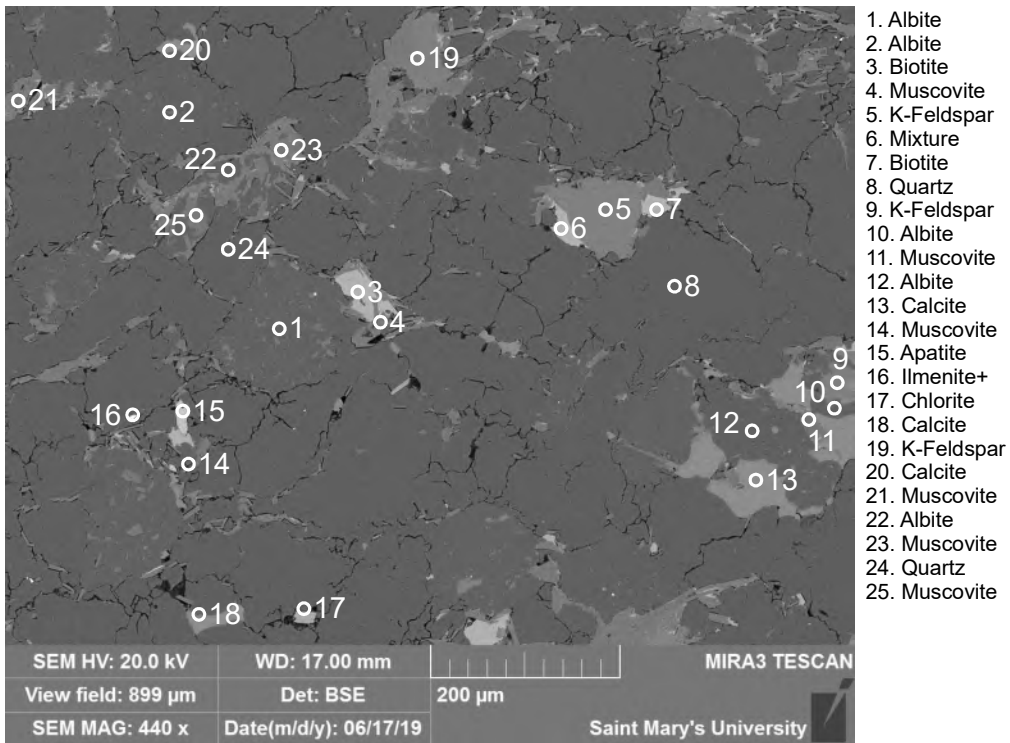 20
19
21
2
23
22
25
24
5
7
6
3
8
4
1
9
10
16
15
12
11
14
13
18
17
SEM HV: 20.0 kV
WD: 17.00 mm
MIRA3 TESCAN
View field: 899 µm
Det: BSE
200 µm
SEM MAG: 440 x
Date(m/d/y): 06/17/19
Saint Mary's University
1. Albite
2. Albite
3. Biotite
4. Muscovite
5. K-Feldspar
6. Mixture
7. Biotite
8. Quartz
9. K-Feldspar
10. Albite
11. Muscovite
12. Albite
13. Calcite
14. Muscovite
15. Apatite
16. Ilmenite+
17. Chlorite
18. Calcite
19. K-Feldspar
20. Calcite
21. Muscovite
22. Albite
23. Muscovite
24. Quartz
25. Muscovite